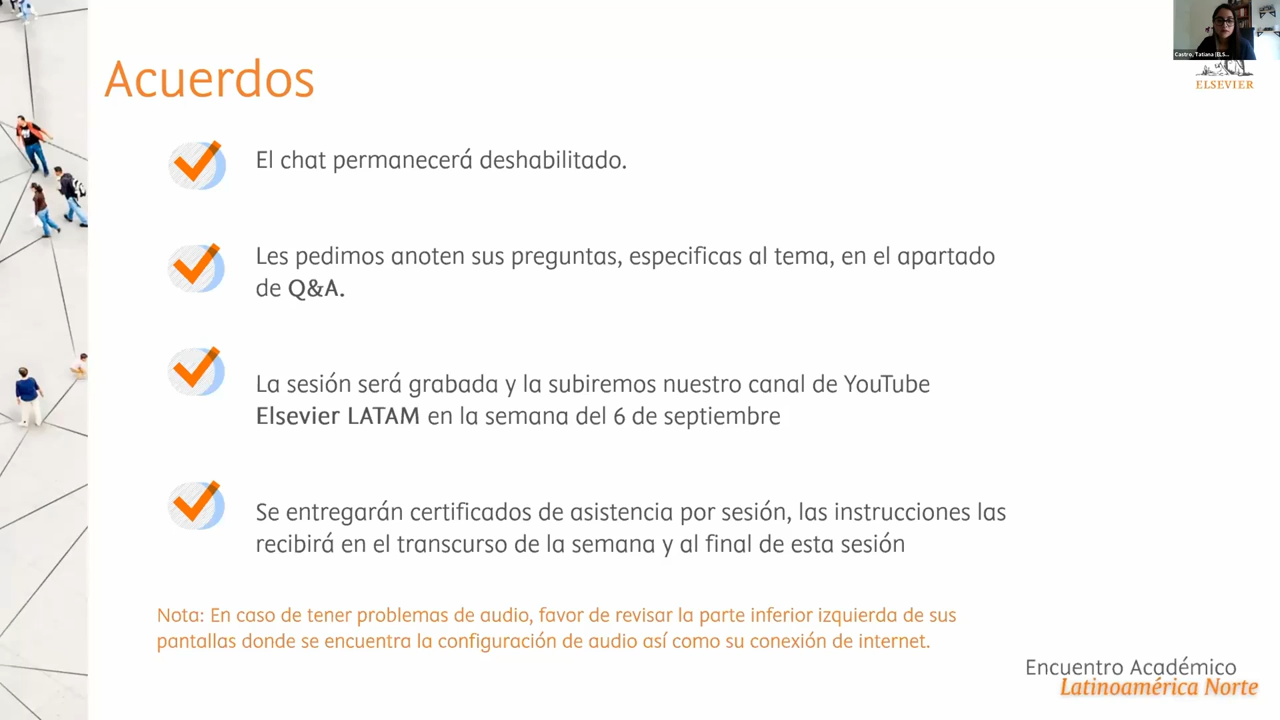 Castro, Tatiana (ELS...
ELSEVIER
Acuerdos
El chat permanecerá deshabilitado.
Les pedimos anoten sus preguntas, especificas al tema, en el apartado
de Q&A.
La sesión será grabada y la subiremos nuestro canal de YouTube
Elsevier LATAM en la semana del 6 de septiembre
Se entregarán certificados de asistencia por sesión, las instrucciones las
recibirá en el transcurso de la semana y al final de esta sesión
Nota: En caso de tener problemas de audio, favor de revisar la parte inferior izquierda de sus
pantallas donde se encuentra la configuración de audio así como su conexión de internet.
Encuentro Académico
Latinoamérica Norte